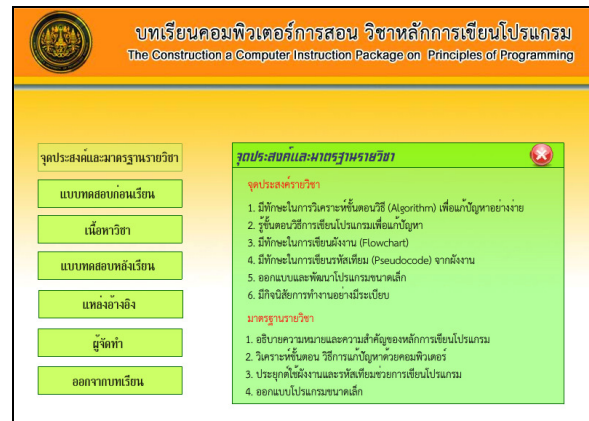 บทเรียนคอมพิวเตอร์การสอน วิชาหลักการเขียนโปรแกรม
The Construction a Computer Instruction Package on Principles of Programming
จุดประสงค์และมาตรฐานรายวิชา
แบบทดสอบก่อนเรียน
เนื้อหาวิชา
แบบทดสอบหลังเรียน
แหล่งอ้างอิง
ผู้จัดทำ
ออกจากบทเรียน
จุดประสงค์และมาตรฐานรายวิชา
จุดประสงค์รายวิชา
1. มีทักษะในการวิเคราะห์ขั้นตอนวิธี (Algorithm) เพื่อแก้ปัญหาอย่างง่าย
2. รู้ขั้นตอนวิธีการเขียนโปรแกรมเพื่อแก้ปัญหา
3. มีทักษะในการเขียนผังงาน (Flowchart)
4. มีทักษะในการเขียนรหัสเทียม (Pseudocode) จากผังงาน
5. ออกแบบและพัฒนาโปรแกรมขนาดเล็ก
6. มีกิจนิสัยการทำงานอย่างมีระเบียบ
มาตรฐานรายวิชา
1. อธิบายความหมายและความสำคัญของหลักการเขียนโปรแกรม
2. วิเคราะห์ขั้นตอน วิธีการแก้ปัญหาด้วยคอมพิวเตอร์
3. ประยุกต์ใช้ผังงานและรหัสเทียมช่วยการเขียนโปรแกรม
4. ออกแบบโปรแกรมขนาดเล็ก